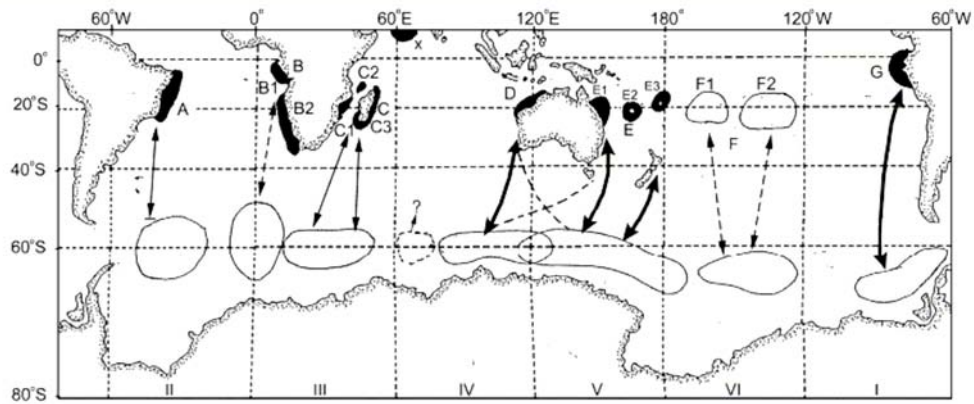 60°W 0° 60°E 120°E 180° 120°W 60°W
0°
20°S
40°S
60°S
80°S
X
A
B
B1
B2
C2
C
C1
C3
D
E1
E2
E3
E
F1
F2
F
G
?
II III IV V VI I